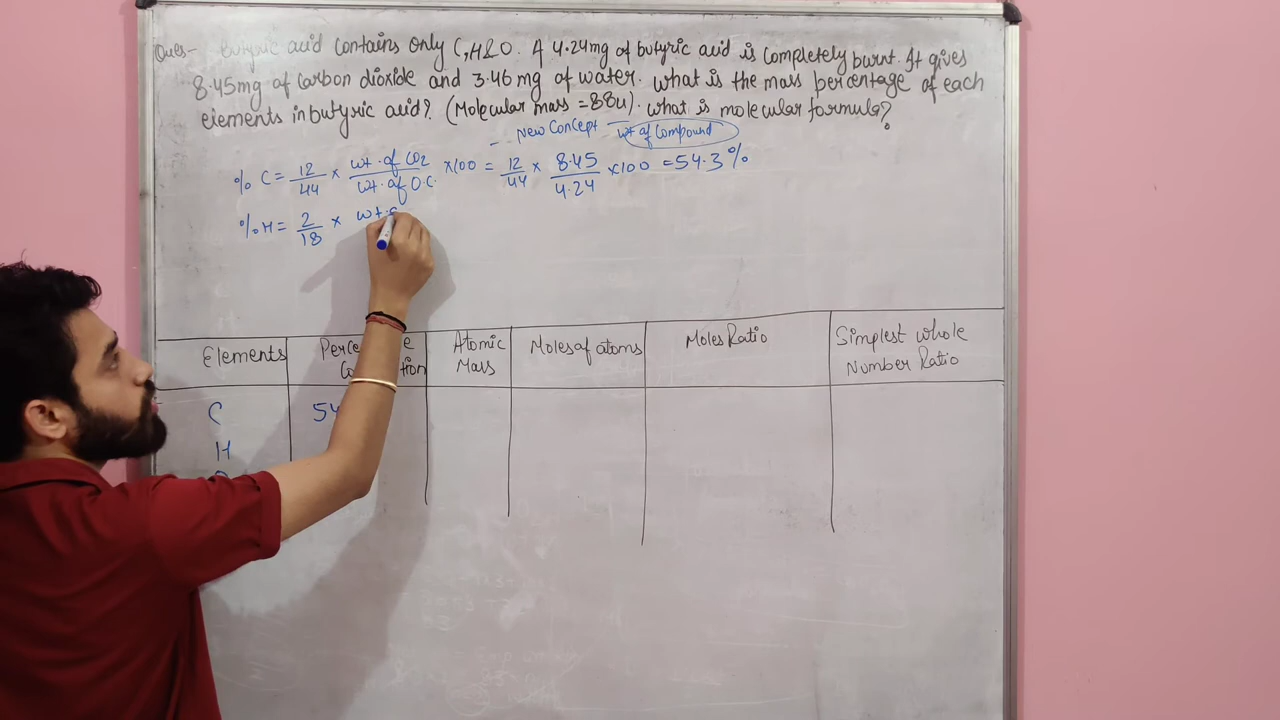 Ques- Butyric acid contains only C, H & O. A 4.24mg of butyric acid is completely burnt. It gives
8.45mg of carbon dioxide and 3.46 mg of water. what is the mass percentage of each
elements in butyric acid? (Molecular mass = 88u). what is molecular formula?
New Concept wt of Compound
% C = 12/44 × wt. of CO2/wt. of O.C. ×100 = 12/44 × 8.45/4.24 ×100 = 54.3%
% H = 2/18 × wt.
Elements
Atomic Mass
Moles of atoms
Moles Ratio
Simplest whole Number Ratio
C
H